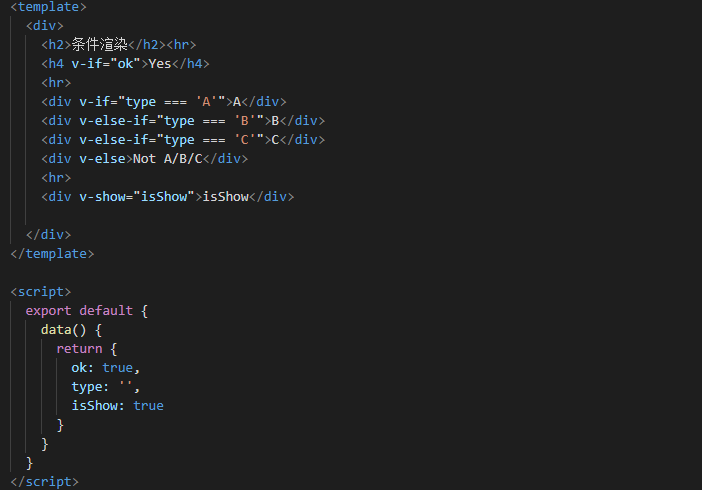 <template>
  <div>
    <h2>条件渲染</h2><hr>
    <h4 v-if="ok">Yes</h4>
    <hr>
    <div v-if="type === 'A'">A</div>
    <div v-else-if="type === 'B'">B</div>
    <div v-else-if="type === 'C'">C</div>
    <div v-else>Not A/B/C</div>
    <hr>
    <div v-show="isShow">isShow</div>
  </div>
</template>
<script>
  export default {
    data() {
      return {
        ok: true,
        type: '',
        isShow: true
      }
    }
  }
</script>